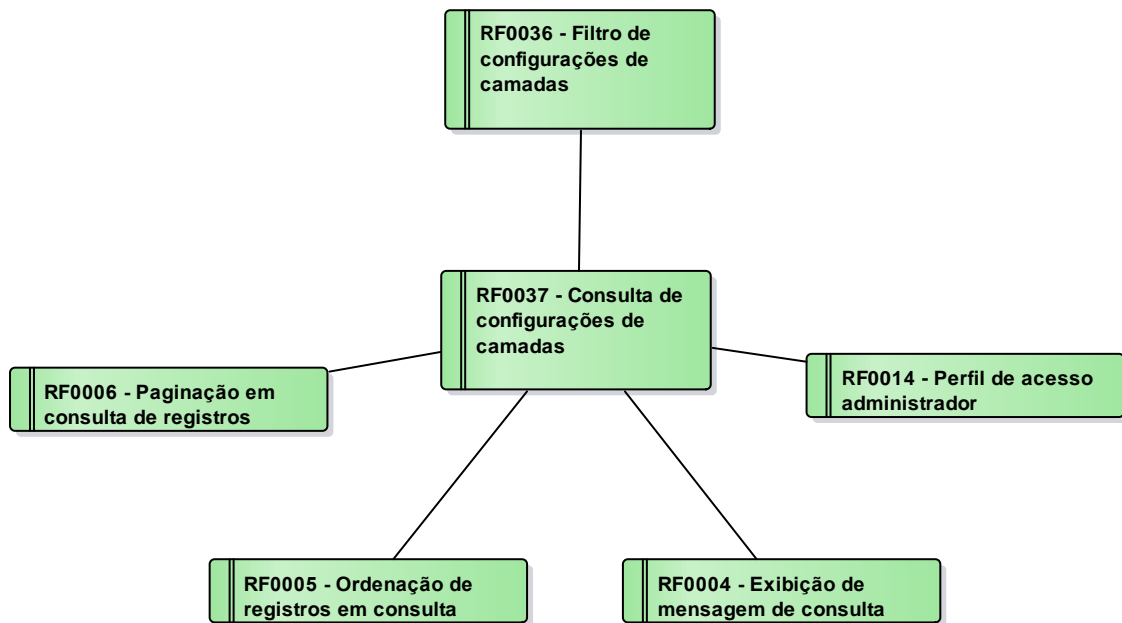 RF0036 - Filtro de
configurações de
camadas
RF0037 - Consulta de
configurações de
camadas
RF0006 - Paginação em
consulta de registros
RF0014 - Perfil de acesso
administrador
RF0005 - Ordenação de
registros em consulta
RF0004 - Exibição de
mensagem de consulta